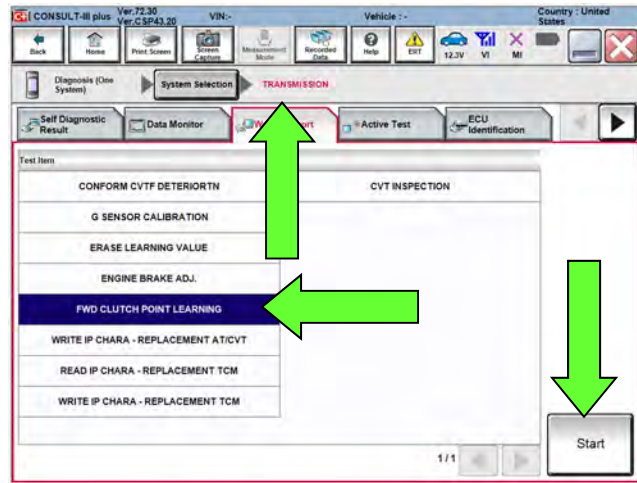 CONSULT-III plus Ver.72.30 VIN:- Vehicle : - Country : United
Ver.CSP43.20 States
Back Home Print Screen Screen Capture Measurement Mode Recorded Data Help ERT 12.3V VI MI
Diagnosis (One System) System Selection TRANSMISSION
Self Diagnostic Result Data Monitor Active Test ECU Identification
Test Item
CONFORM CVTF DETERIORTN CVT INSPECTION
G SENSOR CALIBRATION
ERASE LEARNING VALUE
ENGINE BRAKE ADJ.
FWD CLUTCH POINT LEARNING
WRITE IP CHARA - REPLACEMENT AT/CVT
READ IP CHARA - REPLACEMENT TCM
WRITE IP CHARA - REPLACEMENT TCM
Start
1/1